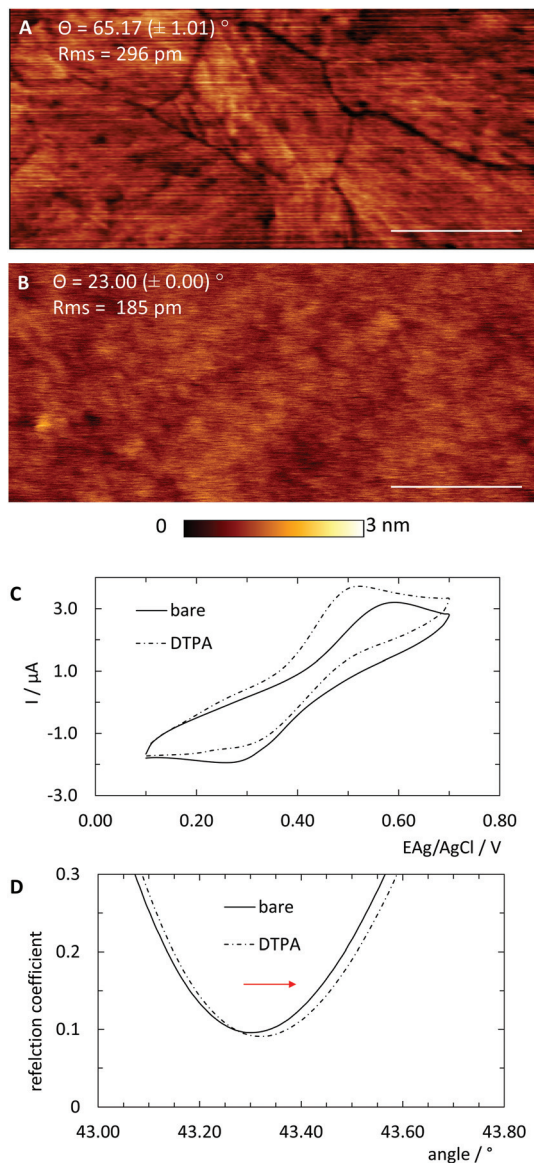 A
Θ = 65.17 (± 1.01) °
Rms = 296 pm
B
Θ = 23.00 (± 0.00) °
Rms = 185 pm
0
3 nm
C
bare
DTPA
3.0
1.0
-1.0
-3.0
I / µA
0.00 0.20 0.40 0.60 0.80
EAg/AgCl / V
D
bare
DTPA
0.3
0.2
0.1
0
refelction coefficient
43.00 43.20 43.40 43.60 43.80
angle / °